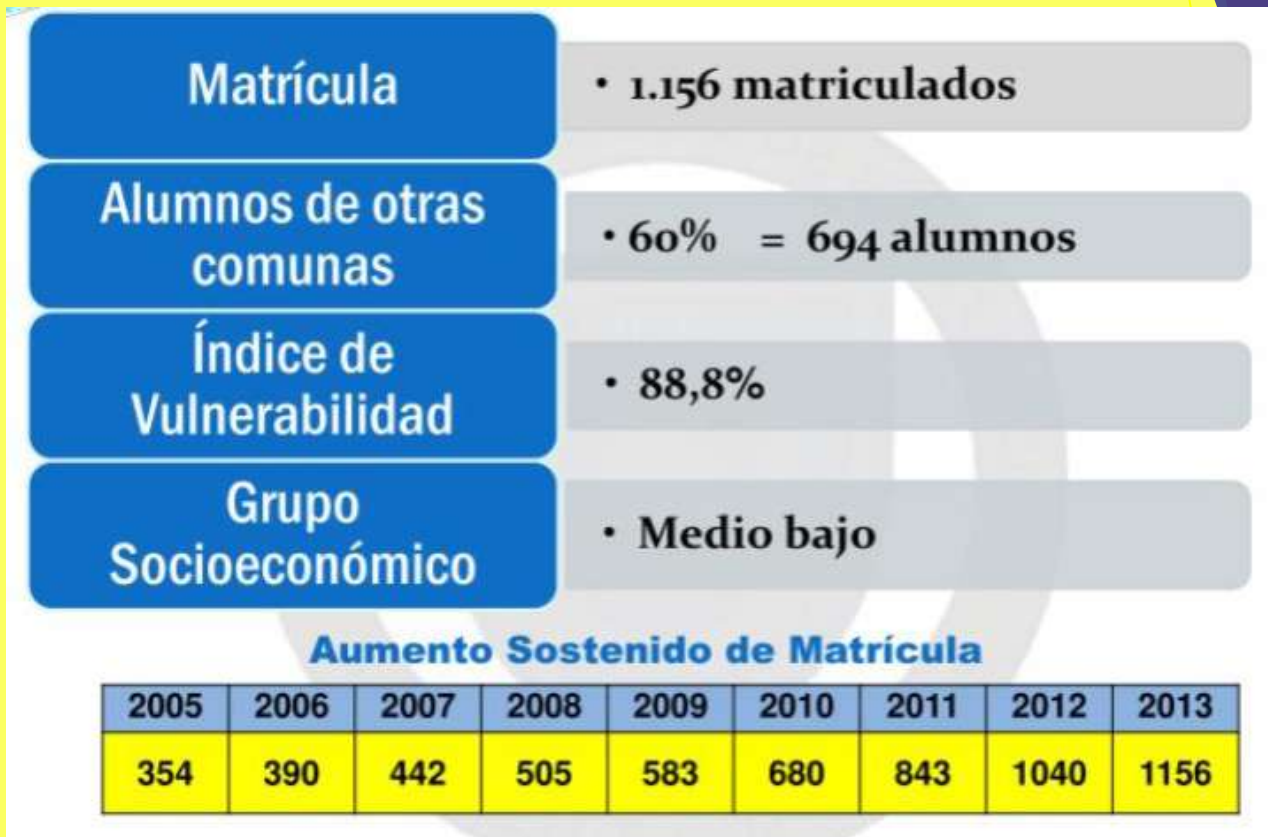 Matrícula
• 1.156 matriculados
Alumnos de otras
comunas
• 60% = 694 alumnos
Índice de
Vulnerabilidad
• 88,8%
Grupo
Socioeconómico
• Medio bajo
Aumento Sostenido de Matrícula
2005 2006 2007 2008 2009 2010 2011 2012 2013
354 390 442 505 583 680 843 1040 1156